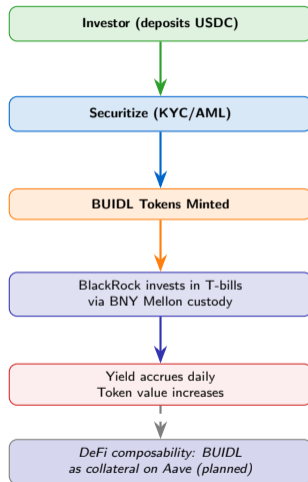 Investor (deposits USDC)
Securitize (KYC/AML)
BUIDL Tokens Minted
BlackRock invests in T-bills
via BNY Mellon custody
Yield accrues daily
Token value increases
DeFi composability: BUIDL
as collateral on Aave (planned)